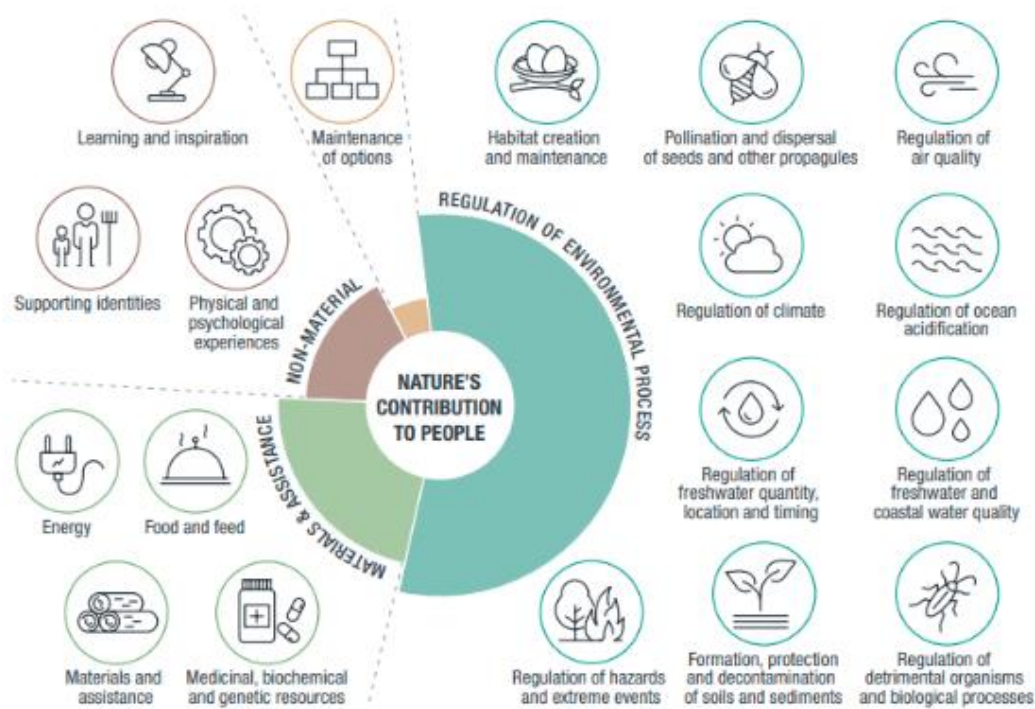 Learning and inspiration
Maintenance
of options
Habitat creation
and maintenance
Pollination and dispersal
of seeds and other propagules
Regulation of
air quality
Supporting identities
Physical and
psychological
experiences
NON-MATERIAL
REGULATION OF ENVIRONMENTAL PROCESS
Regulation of climate
Regulation of ocean
acidification
NATURE'S
CONTRIBUTION
TO PEOPLE
MATERIALS & ASSISTANCE
Energy
Food and feed
Regulation of
freshwater quantity,
location and timing
Regulation of
freshwater and
coastal water quality
Materials and
assistance
Medicinal, biochemical
and genetic resources
Regulation of hazards
and extreme events
Formation, protection
and decontamination
of soils and sediments
Regulation of
detrimental organisms
and biological processes